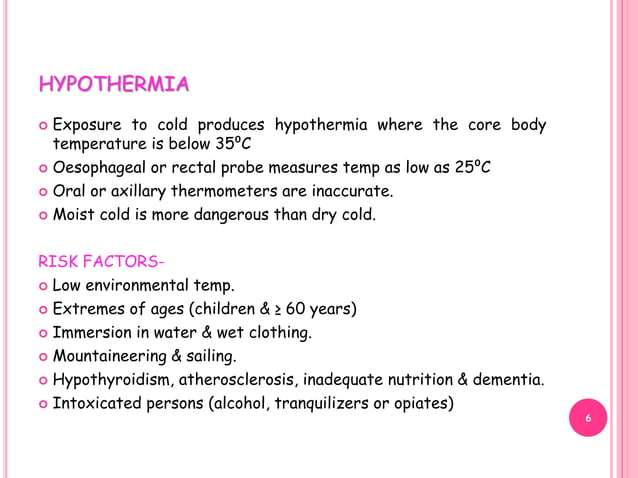 HYPOTHERMIA
Exposure to cold produces hypothermia where the core body
temperature is below 35⁰C
Oesophageal or rectal probe measures temp as low as 25⁰C
Oral or axillary thermometers are inaccurate.
Moist cold is more dangerous than dry cold.
RISK FACTORS-
Low environmental temp.
Extremes of ages (children & ≥ 60 years)
Immersion in water & wet clothing.
Mountaineering & sailing.
Hypothyroidism, atherosclerosis, inadequate nutrition & dementia.
Intoxicated persons (alcohol, tranquilizers or opiates)
6